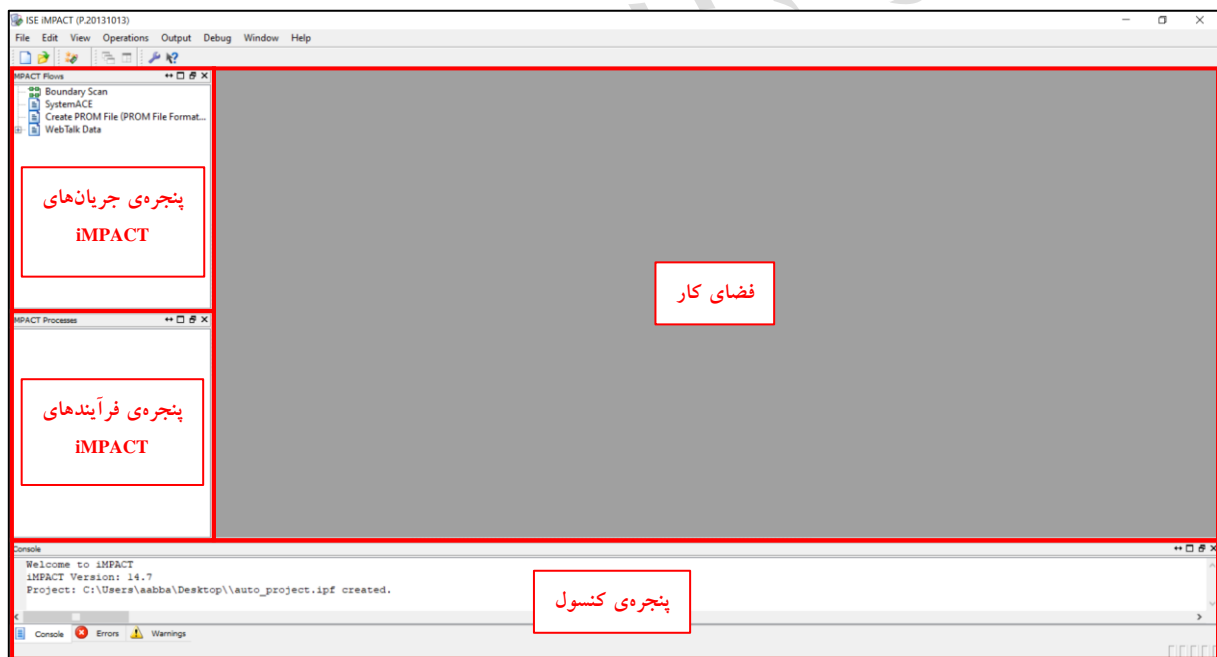 ISE iMPACT (P.20131013)
File Edit View Operations Output Debug Window Help
MPACT Flows
Boundary Scan
SystemACE
Create PROM File (PROM File Format...
WebTalk Data
پنجره‌ی جریان‌های
iMPACT
فضای کار
MPACT Processes
پنجره‌ی فرآیندهای
iMPACT
Console
Welcome to iMPACT
iMPACT Version: 14.7
Project: C:\Users\aabba\Desktop\\auto_project.ipf created.
پنجره‌ی کنسول
Console Errors Warnings